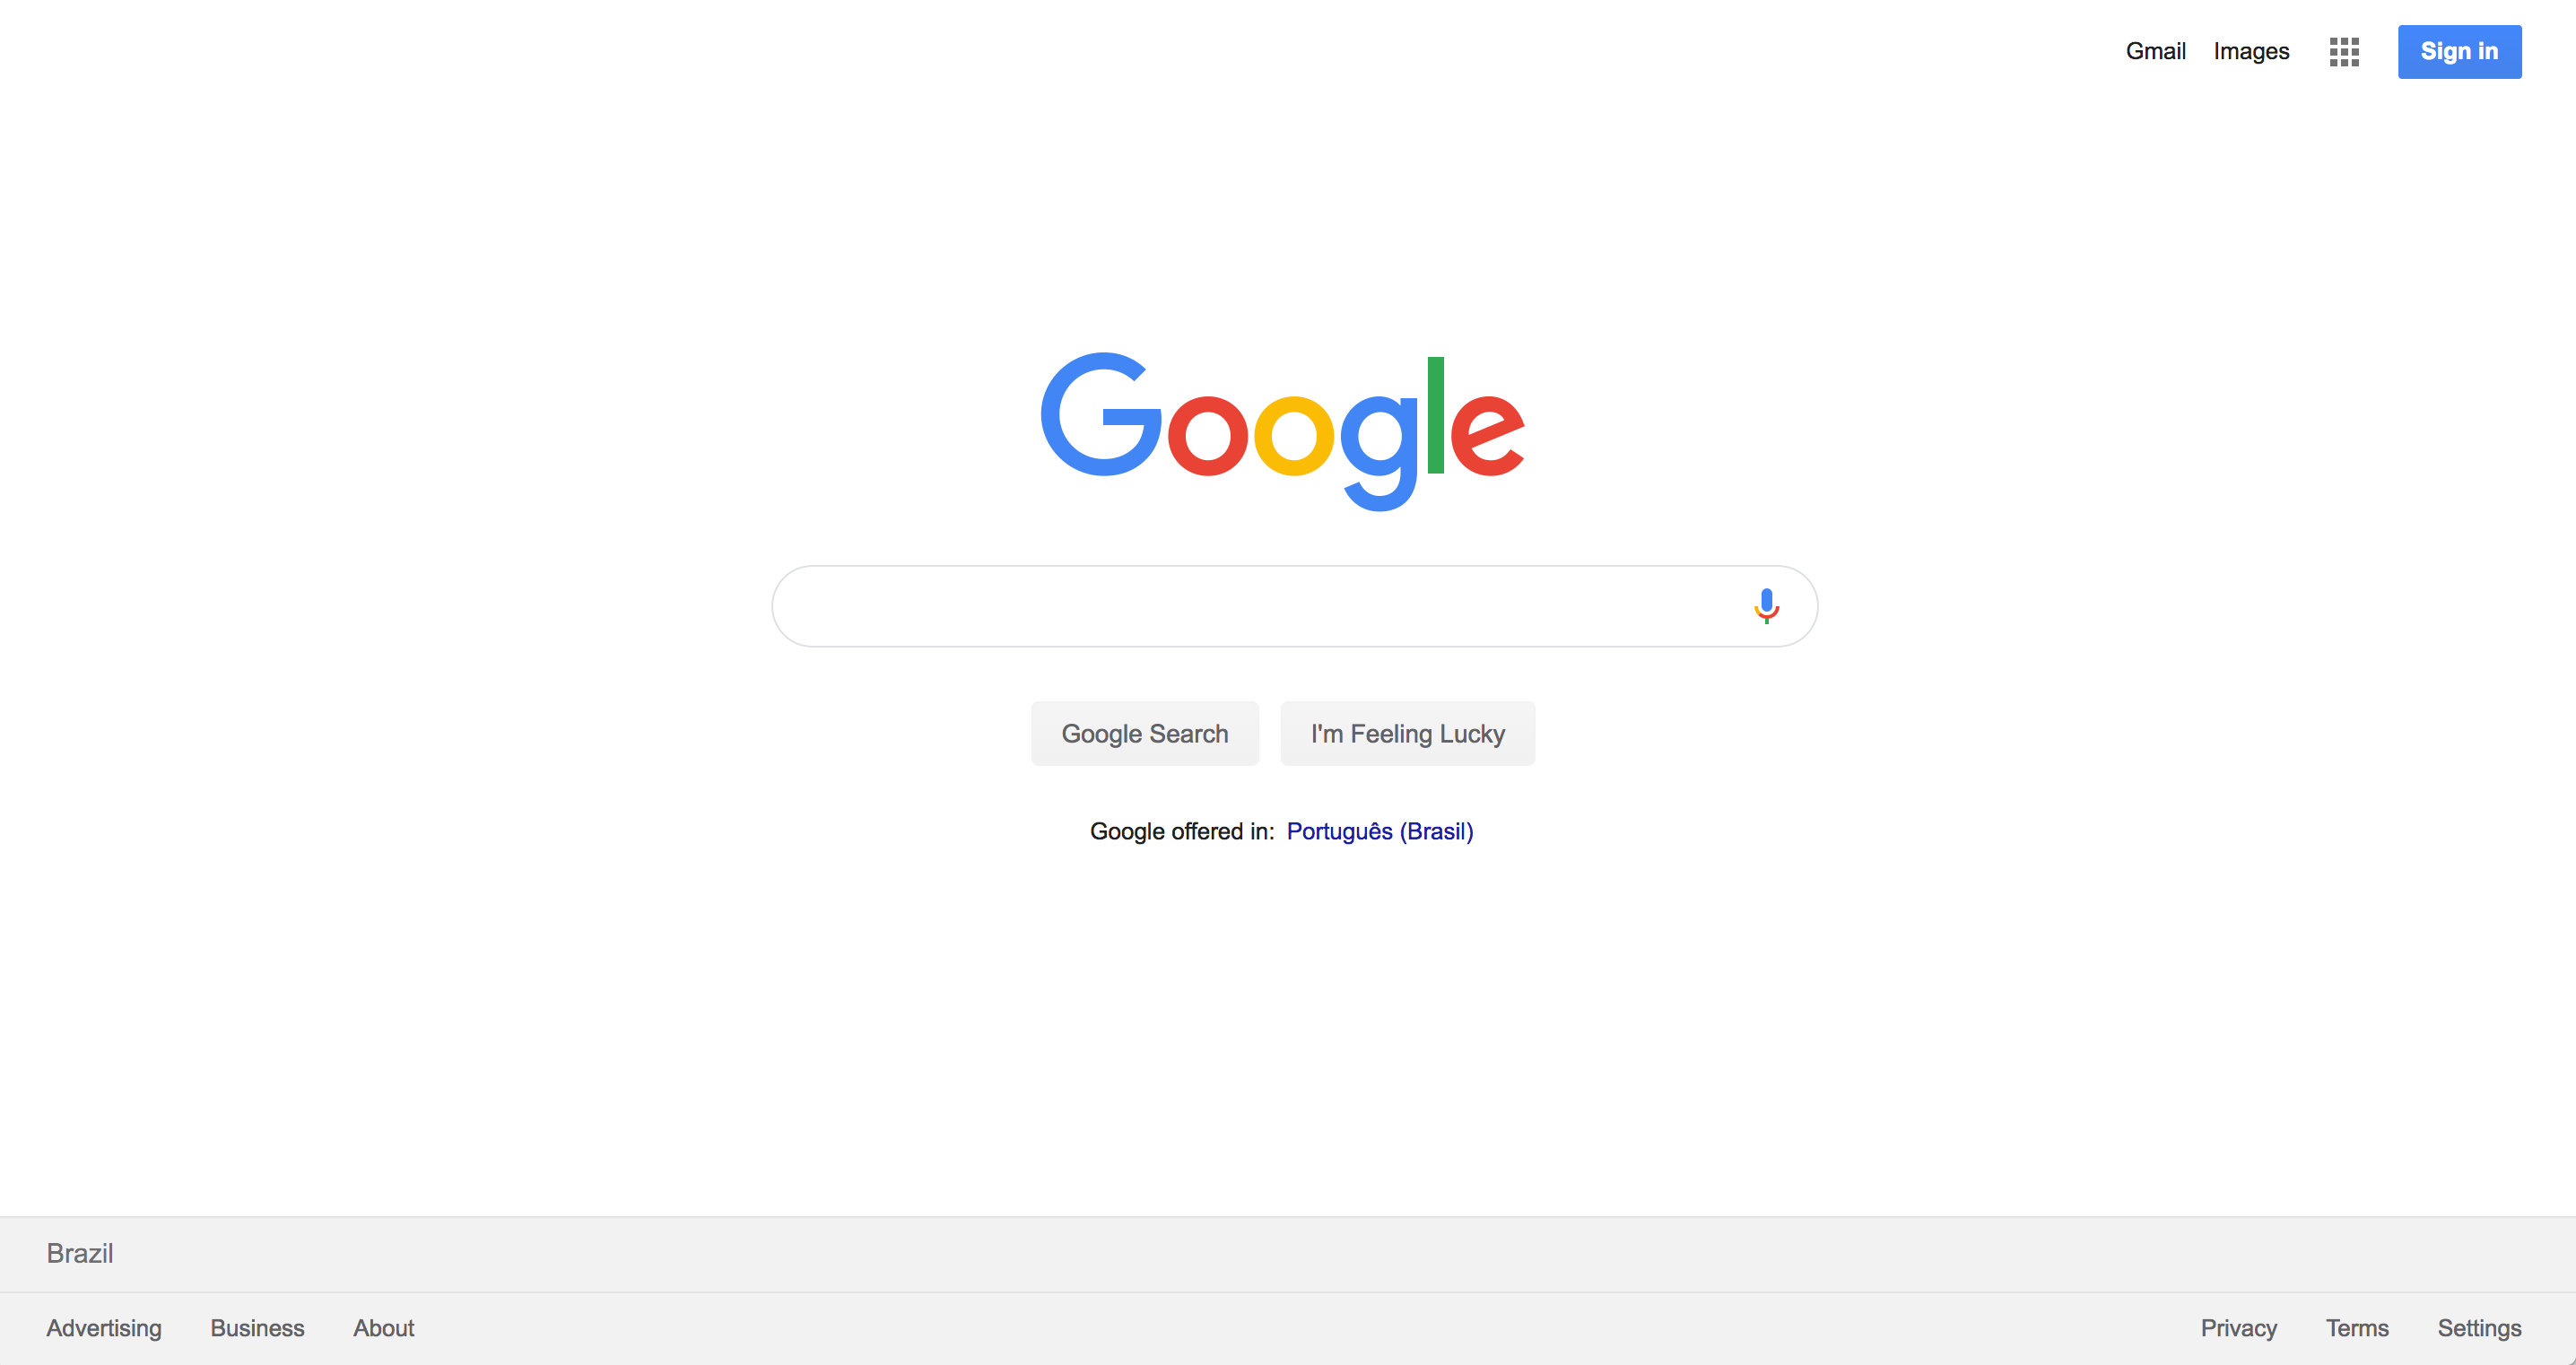 Gmail Images Sign in
Google
Google Search I'm Feeling Lucky
Google offered in: Português (Brasil)
Brazil
Advertising Business About Privacy Terms Settings